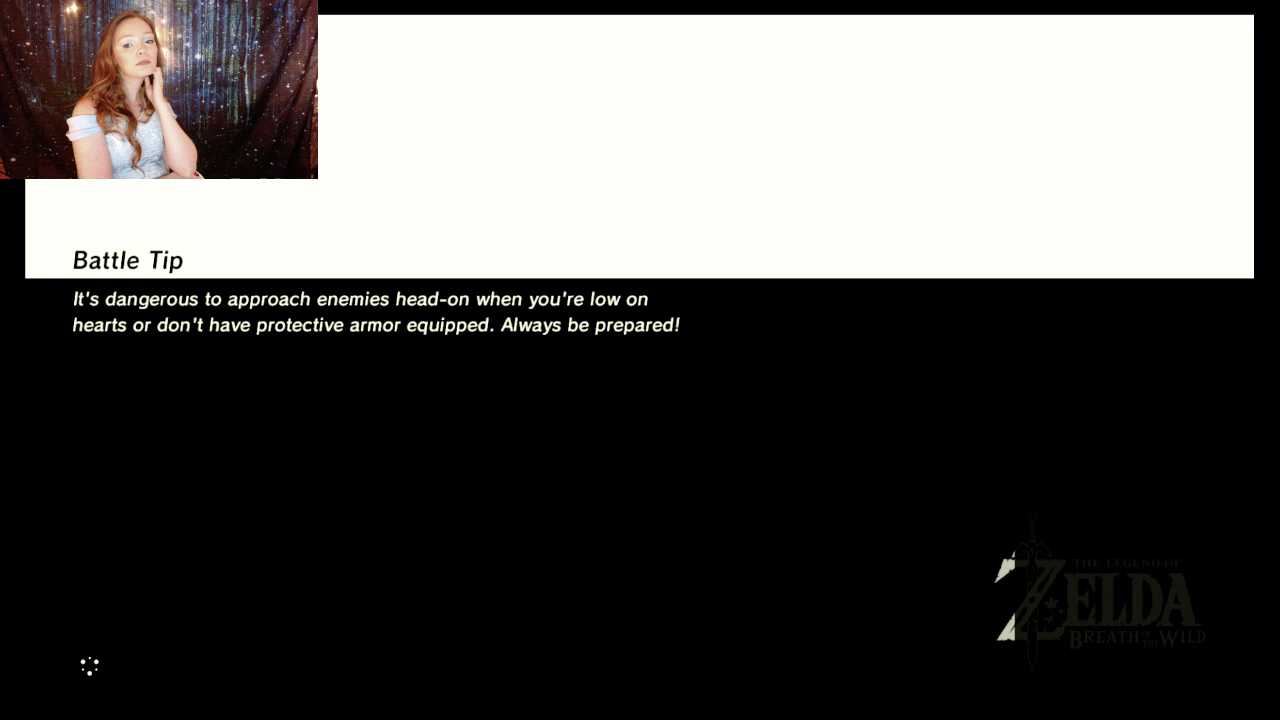 Battle Tip
It's dangerous to approach enemies head-on when you're low on
hearts or don't have protective armor equipped. Always be prepared!
THE LEGEND OF
ZELDA
BREATH OF THE WILD